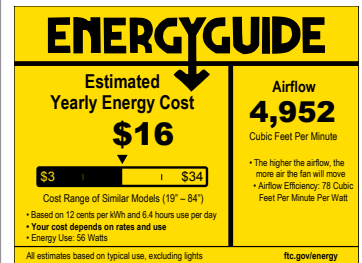 ENERGYGUIDE
Estimated
Yearly Energy Cost
$16
$3
$34
Cost Range of Similar Models (19" – 84")
• Based on 12 cents per kWh and 6.4 hours use per day
• Your cost depends on rates and use
• Energy Use: 56 Watts
Airflow
4,952
Cubic Feet Per Minute
• The higher the airflow, the
more air the fan will move
• Airflow Efficiency: 78 Cubic
Feet Per Minute Per Watt
All estimates based on typical use, excluding lights
ftc.gov/energy